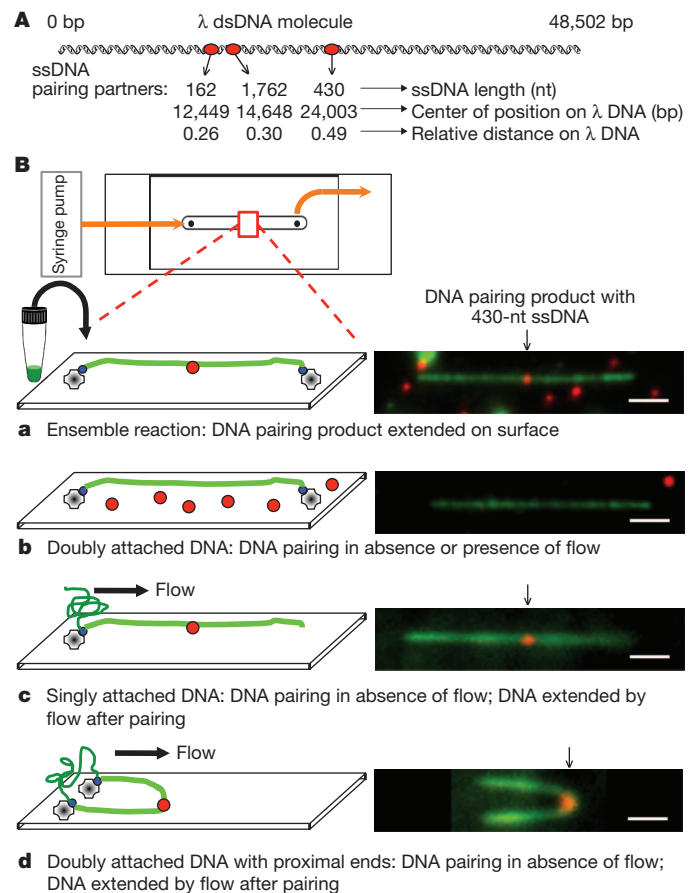 A 0 bp λ dsDNA molecule 48,502 bp
ssDNA
pairing partners: 162 1,762 430 ssDNA length (nt)
12,449 14,648 24,003 Center of position on λ DNA (bp)
0.26 0.30 0.49 Relative distance on λ DNA
B
Syringe pump
DNA pairing product with
430-nt ssDNA
a Ensemble reaction: DNA pairing product extended on surface
b Doubly attached DNA: DNA pairing in absence or presence of flow
Flow
c Singly attached DNA: DNA pairing in absence of flow; DNA extended by
flow after pairing
Flow
d Doubly attached DNA with proximal ends: DNA pairing in absence of flow;
DNA extended by flow after pairing